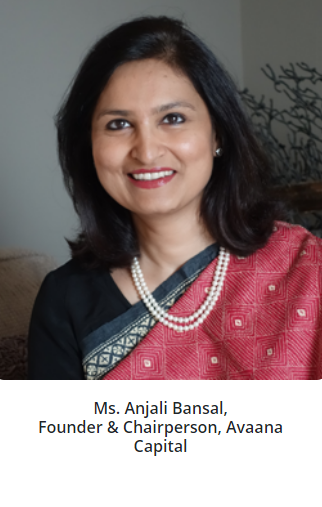 Ms. Anjali Bansal,
Founder & Chairperson, Avaana
Capital